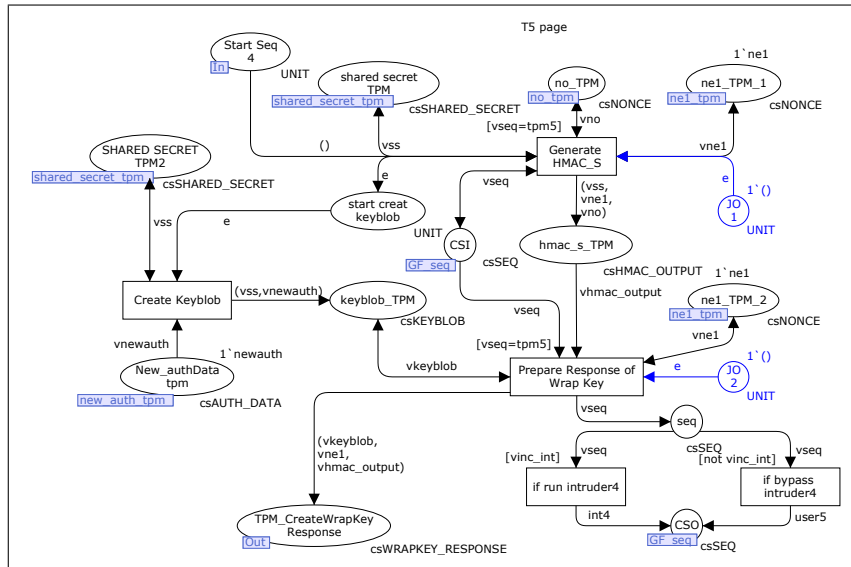 T5 page
Start Seq
4
In
UNIT
shared secret
TPM
shared_secret_tpm
csSHARED_SECRET
no_TPM
no_tpm
csNONCE
1`ne1
ne1_TPM_1
ne1_tpm
csNONCE
[vseq=tpm5]
vno
Generate
HMAC_S
vne1
e
JO
1
1`()
UNIT
()
vss
e
SHARED SECRET
TPM2
shared_secret_tpm
csSHARED_SECRET
vss
start creat
keyblob
UNIT
e
vseq
CSI
GF_seq
csSEQ
(vss,
vne1,
vno)
hmac_s_TPM
csHMAC_OUTPUT
vhmac_output
1`ne1
ne1_TPM_2
ne1_tpm
csNONCE
vne1
Create Keyblob
(vss,vnewauth)
keyblob_TPM
csKEYBLOB
vseq
[vseq=tpm5]
vnewauth
1`newauth
New_authData
tpm
new_auth_tpm
csAUTH_DATA
vkeyblob
Prepare Response of
Wrap Key
e
JO
2
1`()
UNIT
vseq
seq
csSEQ
(vkeyblob,
vne1,
vhmac_output)
[vinc_int]
vseq
[not vinc_int]
vseq
if run intruder4
if bypass
intruder4
int4
user5
CSO
GF_seq
csSEQ
TPM_CreateWrapKey
Response
Out
csWRAPKEY_RESPONSE